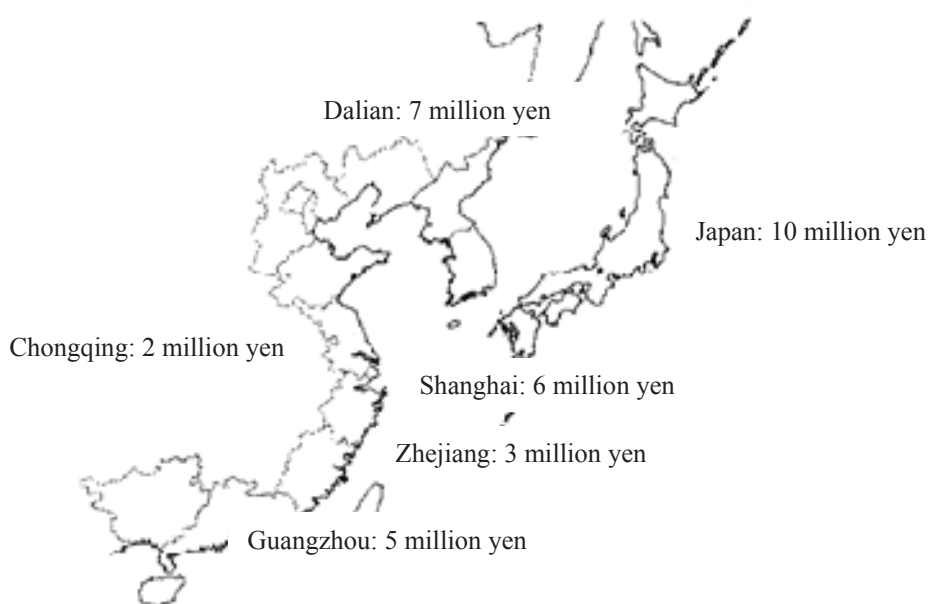 Dalian: 7 million yen
Japan: 10 million yen
Chongqing: 2 million yen
Shanghai: 6 million yen
Zhejiang: 3 million yen
Guangzhou: 5 million yen